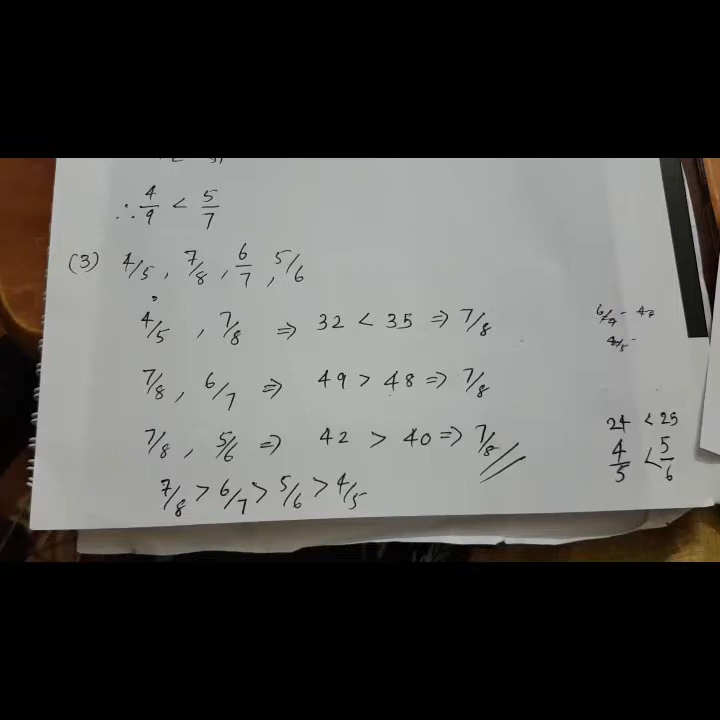 ∴ 4/9 < 5/7
(3) 4/5, 7/8, 6/7, 5/6
4/5, 7/8 ⇒ 32 < 35 ⇒ 7/8
7/8, 6/7 ⇒ 49 > 48 ⇒ 7/8
7/8, 5/6 ⇒ 42 > 40 ⇒ 7/8 //
7/8 > 6/7 > 5/6 > 4/5
4/5
24 < 25
4/5 < 5/6